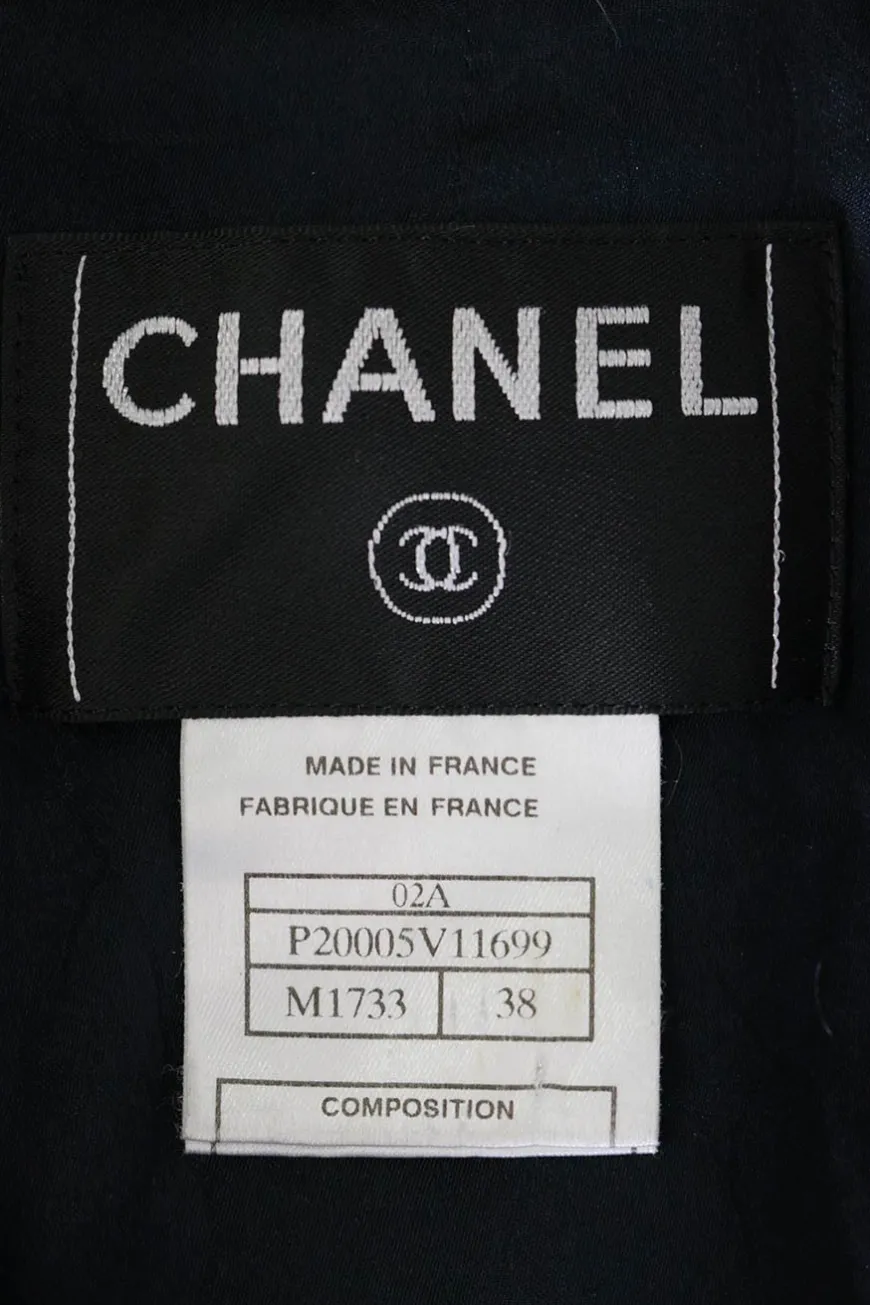 CHANEL
MADE IN FRANCE
FABRIQUE EN FRANCE
02A
P20005V11699
M1733 38
COMPOSITION